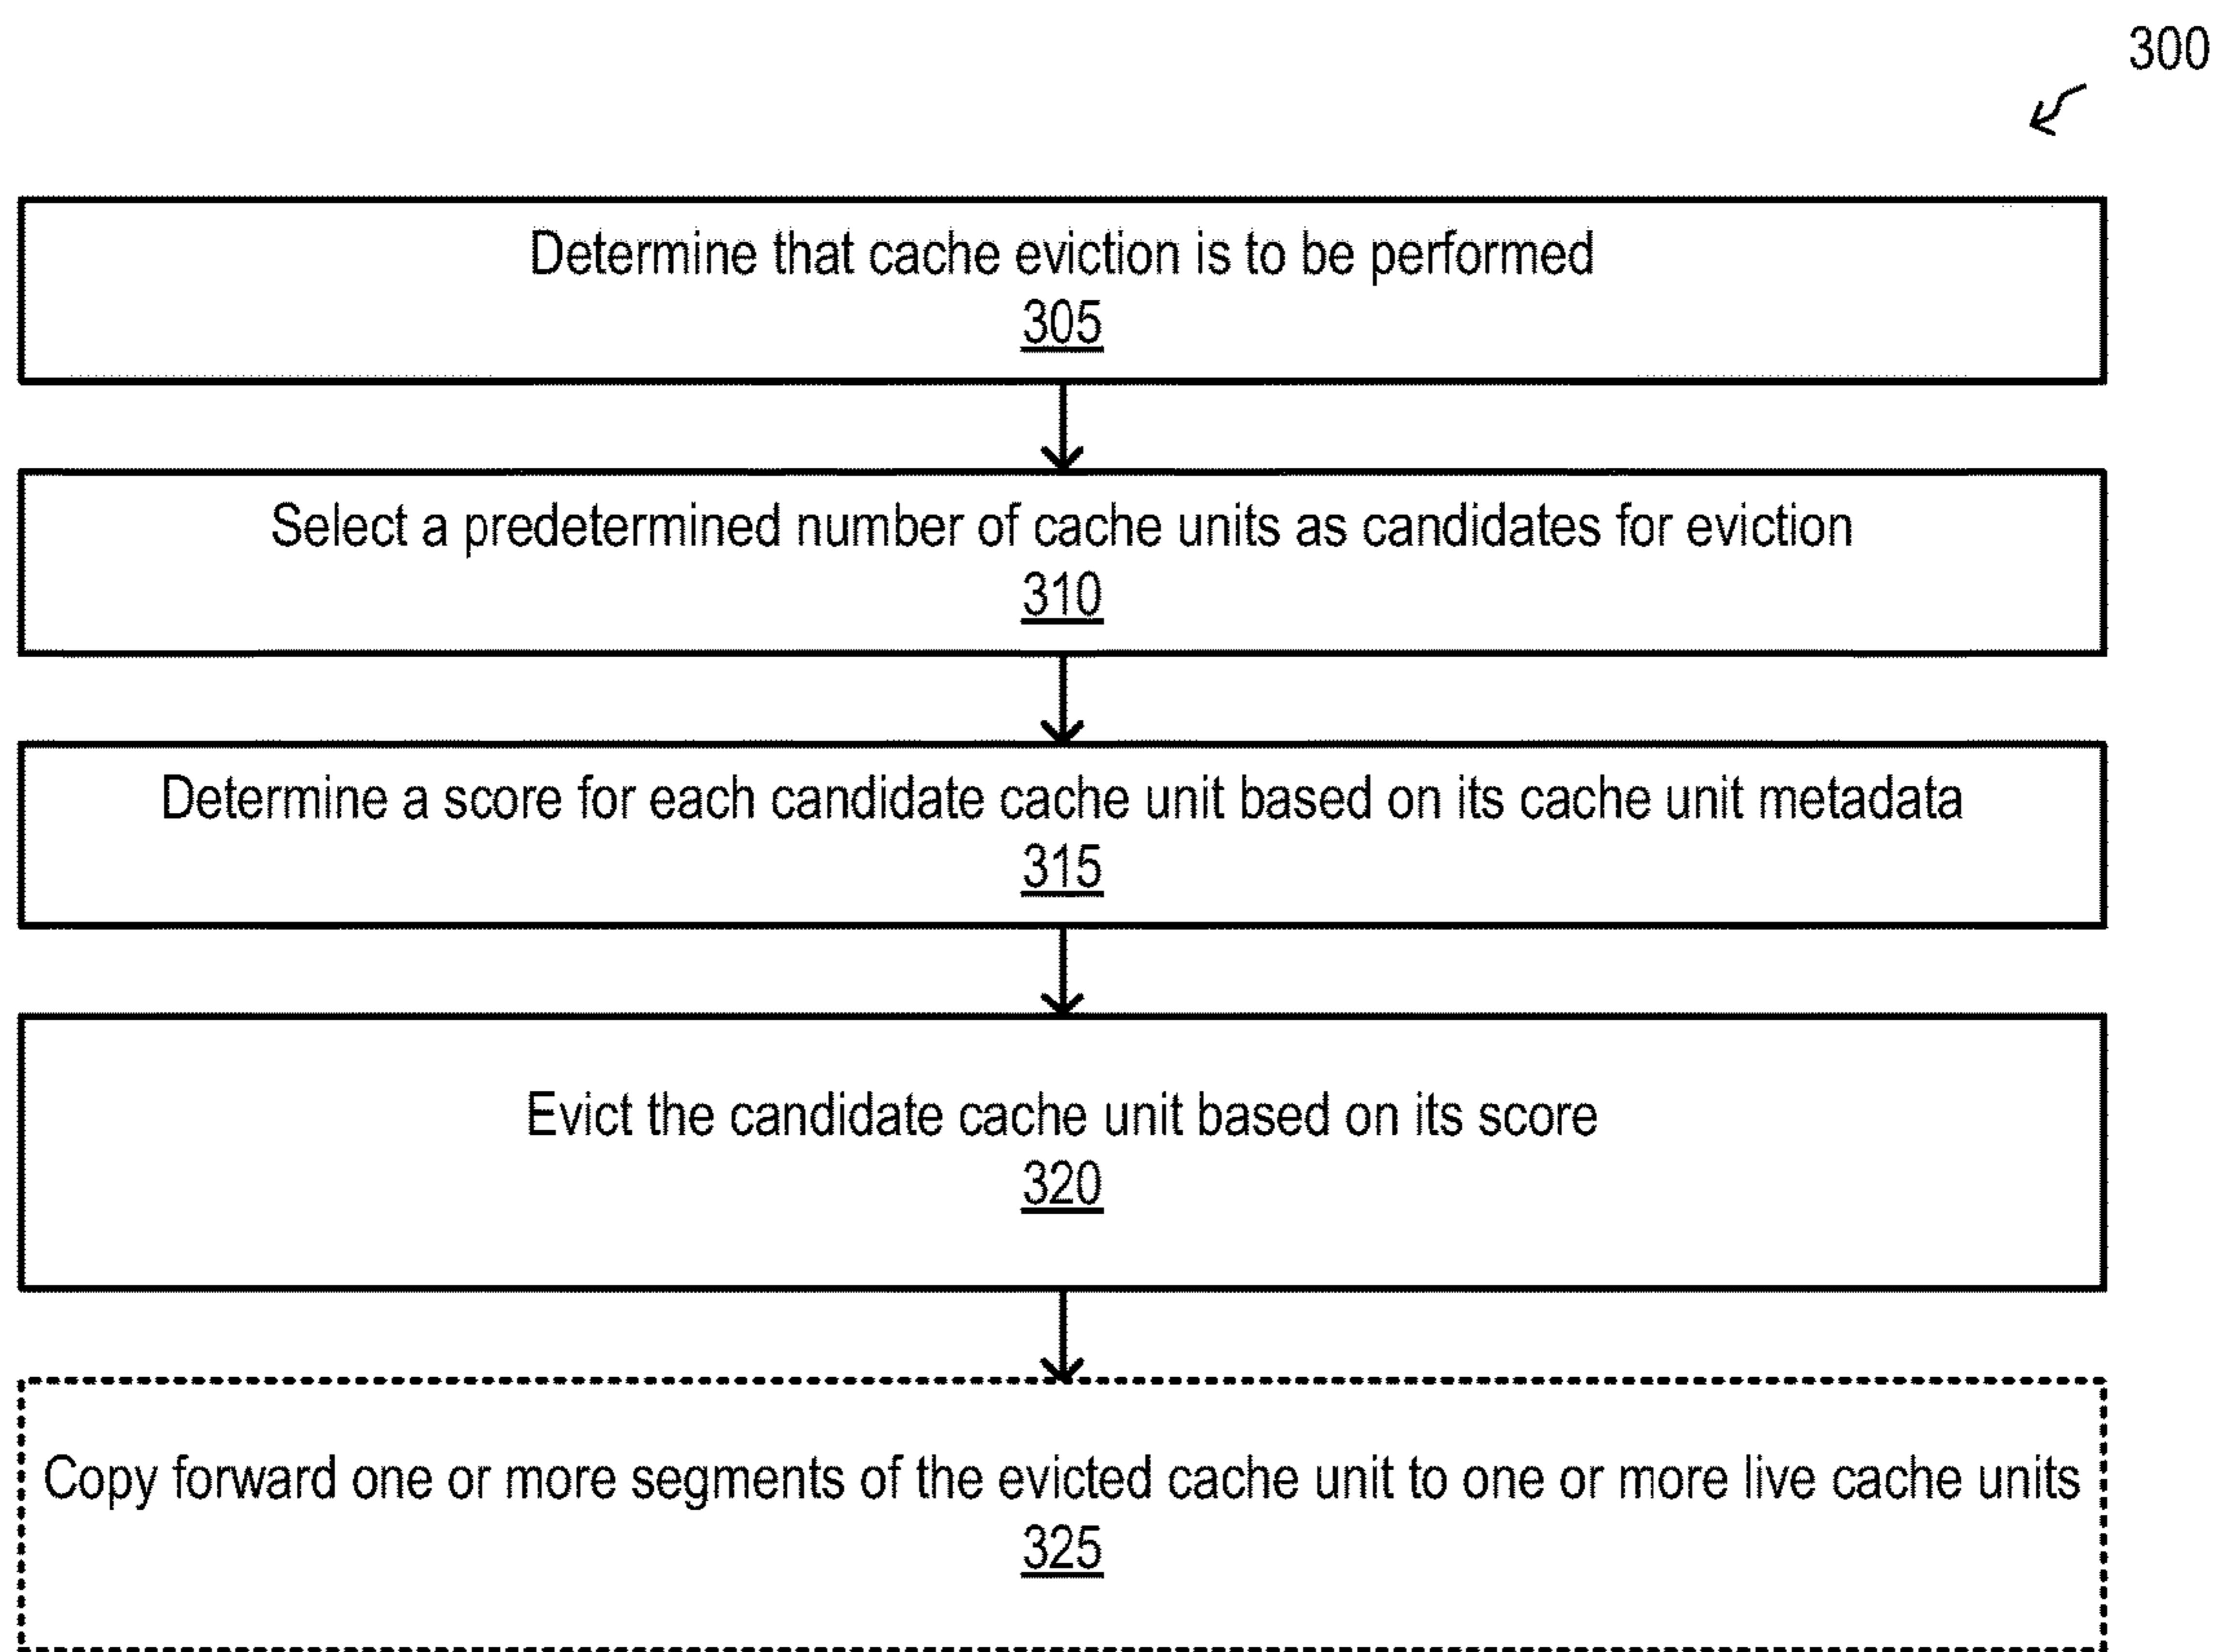 300
Determine that cache eviction is to be performed
305
Select a predetermined number of cache units as candidates for eviction
310
Determine a score for each candidate cache unit based on its cache unit metadata
315
Evict the candidate cache unit based on its score
320
Copy forward one or more segments of the evicted cache unit to one or more live cache units
325